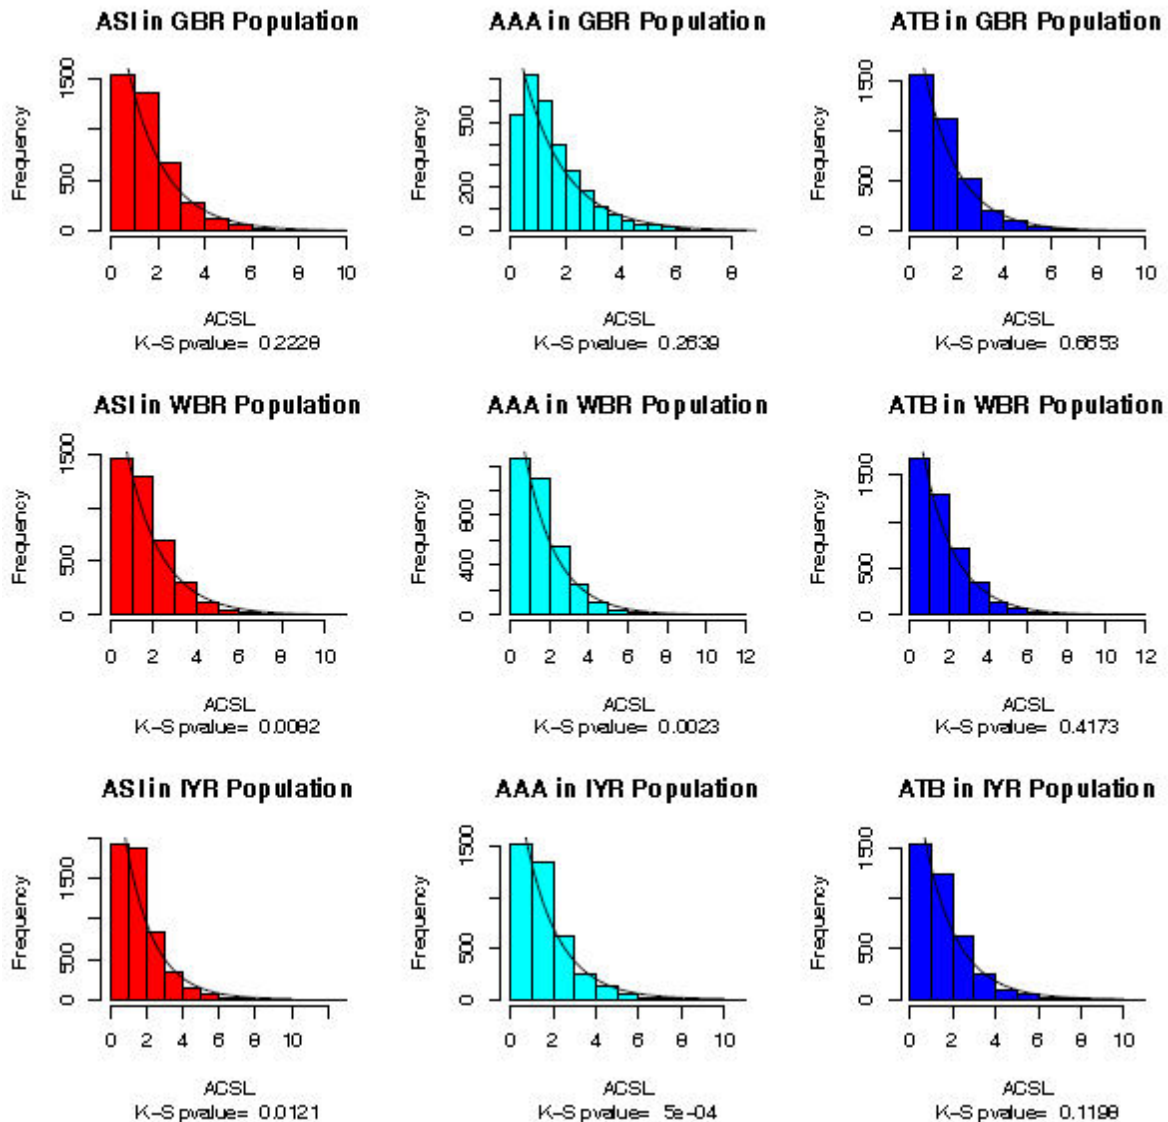 ASI in GBR Population
Frequency
0 500 1500
0 2 4 6 8 10
ACSL
K-S pvalue= 0.2228
AAA in GBR Population
Frequency
0 200 500
0 2 4 6 8
ACSL
K-S pvalue= 0.2639
ATB in GBR Population
Frequency
0 500 1500
0 2 4 6 8 10
ACSL
K-S pvalue= 0.6653
ASI in WBR Population
Frequency
0 500 1500
0 2 4 6 8 10
ACSL
K-S pvalue= 0.0082
AAA in WBR Population
Frequency
0 400 800
0 2 4 6 8 10 12
ACSL
K-S pvalue= 0.0023
ATB in WBR Population
Frequency
0 500 1500
0 2 4 6 8 10 12
ACSL
K-S pvalue= 0.4173
ASI in IYR Population
Frequency
0 500 1500
0 2 4 6 8 10
ACSL
K-S pvalue= 0.0121
AAA in IYR Population
Frequency
0 500 1500
0 2 4 6 8 10
ACSL
K-S pvalue= 5e-04
ATB in IYR Population
Frequency
0 500 1500
0 2 4 6 8 10
ACSL
K-S pvalue= 0.1198